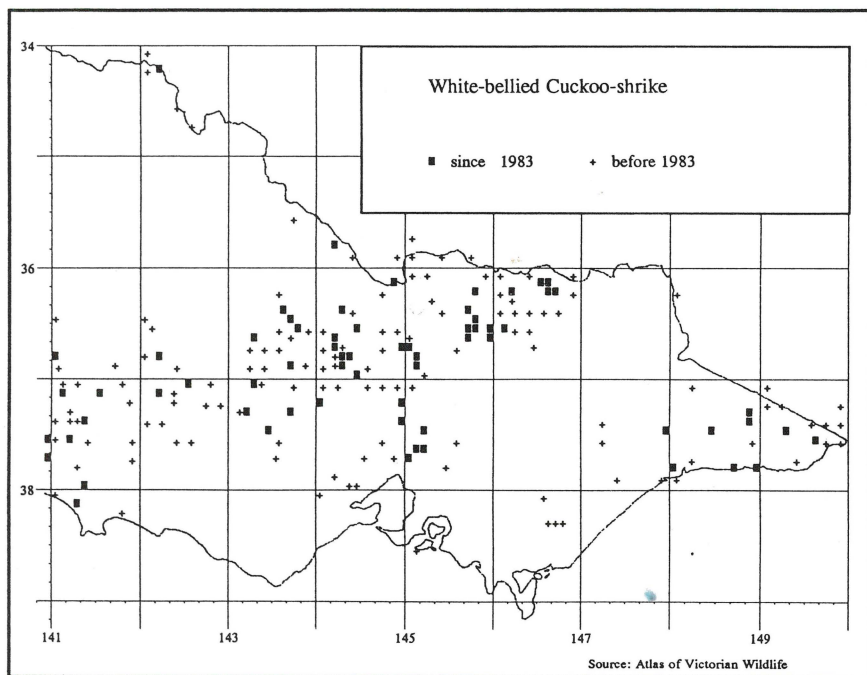 White-bellied Cuckoo-shrike
■ since 1983 + before 1983
34
36
38
141 143 145 147 149
Source: Atlas of Victorian Wildlife